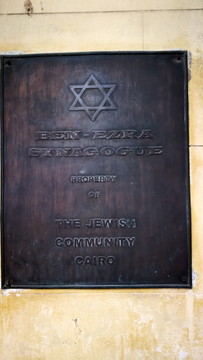 BEN-EZRA
SYNAGOGUE
PROPERTY
OF
THE JEWISH
COMMUNITY
CAIRO